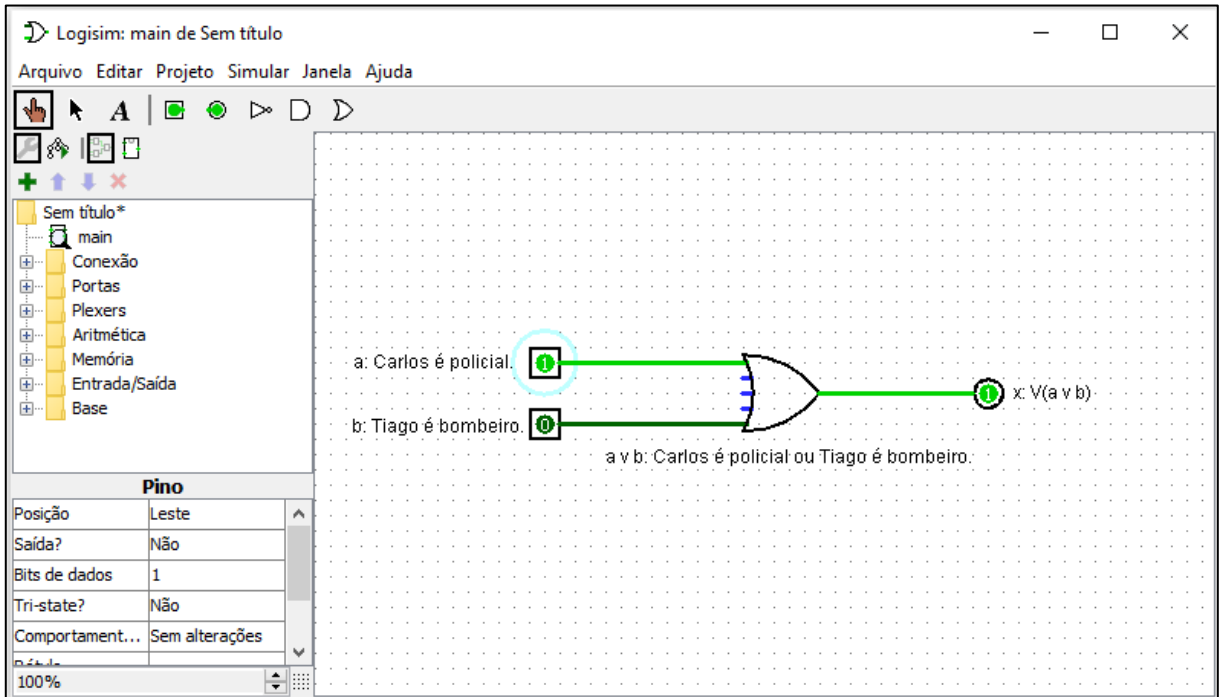 Logisim: main de Sem título
Arquivo Editar Projeto Simular Janela Ajuda
A
Sem título*
main
Conexão
Portas
Plexers
Aritmética
Memória
Entrada/Saída
Base
Pino
Posição Leste
Saída? Não
Bits de dados 1
Tri-state? Não
Comportament... Sem alterações
100%
a: Carlos é policial. 1
b: Tiago é bombeiro. 0
1 x: V(a v b)
a v b: Carlos é policial ou Tiago é bombeiro.